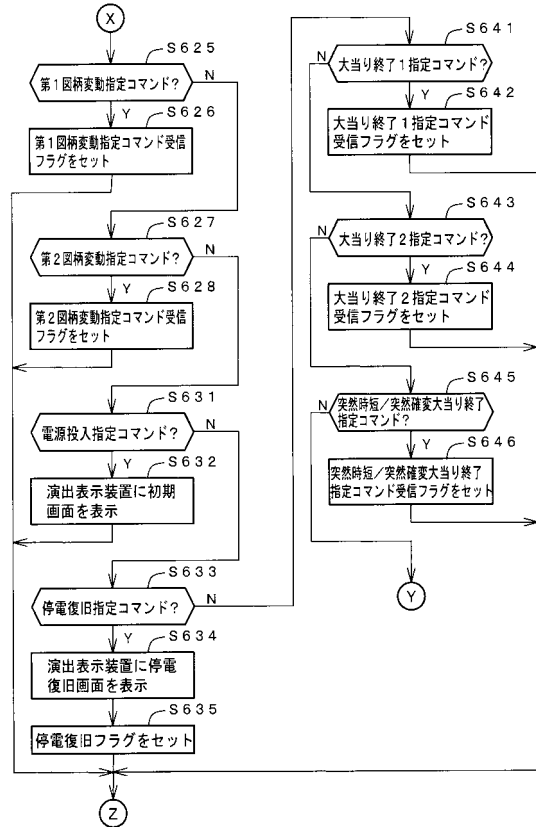 X
S625
第1図柄変動指定コマンド?
N
Y
S626
第1図柄変動指定コマンド受信
フラグをセット
S627
第2図柄変動指定コマンド?
N
Y
S628
第2図柄変動指定コマンド受信
フラグをセット
S631
電源投入指定コマンド?
N
Y
S632
演出表示装置に初期
画面を表示
S633
停電復旧指定コマンド?
N
Y
S634
演出表示装置に停電
復旧画面を表示
S635
停電復旧フラグをセット
Z
S641
N
大当り終了1指定コマンド?
Y
S642
大当り終了1指定コマンド
受信フラグをセット
S643
N
大当り終了2指定コマンド?
Y
S644
大当り終了2指定コマンド
受信フラグをセット
S645
N
突然時短/突然確変大当り終了
指定コマンド?
Y
S646
突然時短/突然確変大当り終了
指定コマンド受信フラグをセット
Y